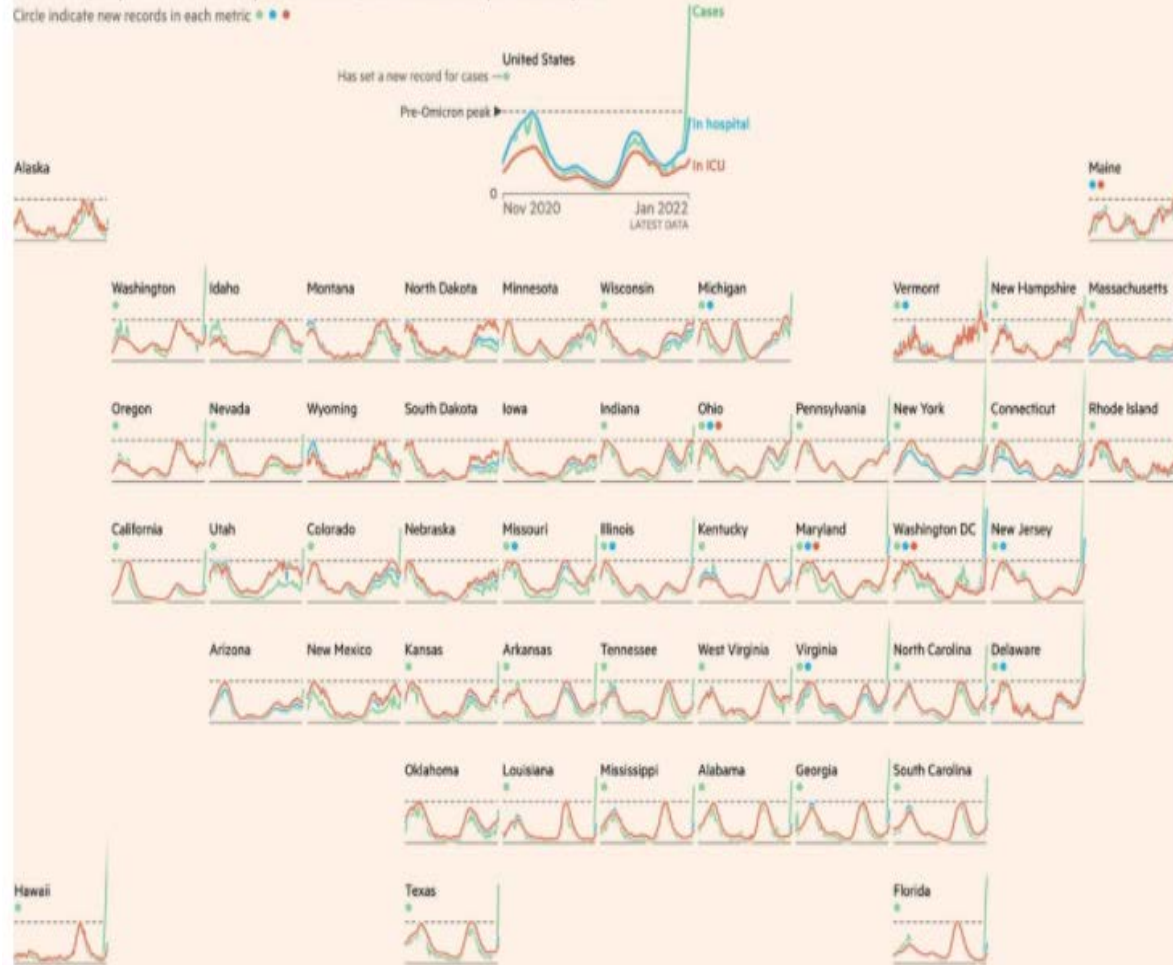 Circle indicate new records in each metric
Cases
United States
Has set a new record for cases
Pre-Omicron peak
In hospital
In ICU
0
Nov 2020 Jan 2022
LATEST DATA
Alaska
Maine
Washington Idaho Montana North Dakota Minnesota Wisconsin Michigan Vermont New Hampshire Massachusetts
Oregon Nevada Wyoming South Dakota Iowa Indiana Ohio Pennsylvania New York Connecticut Rhode Island
California Utah Colorado Nebraska Missouri Illinois Kentucky Maryland Washington DC New Jersey
Arizona New Mexico Kansas Arkansas Tennessee West Virginia Virginia North Carolina Delaware
Oklahoma Louisiana Mississippi Alabama Georgia South Carolina
Hawaii Texas Florida